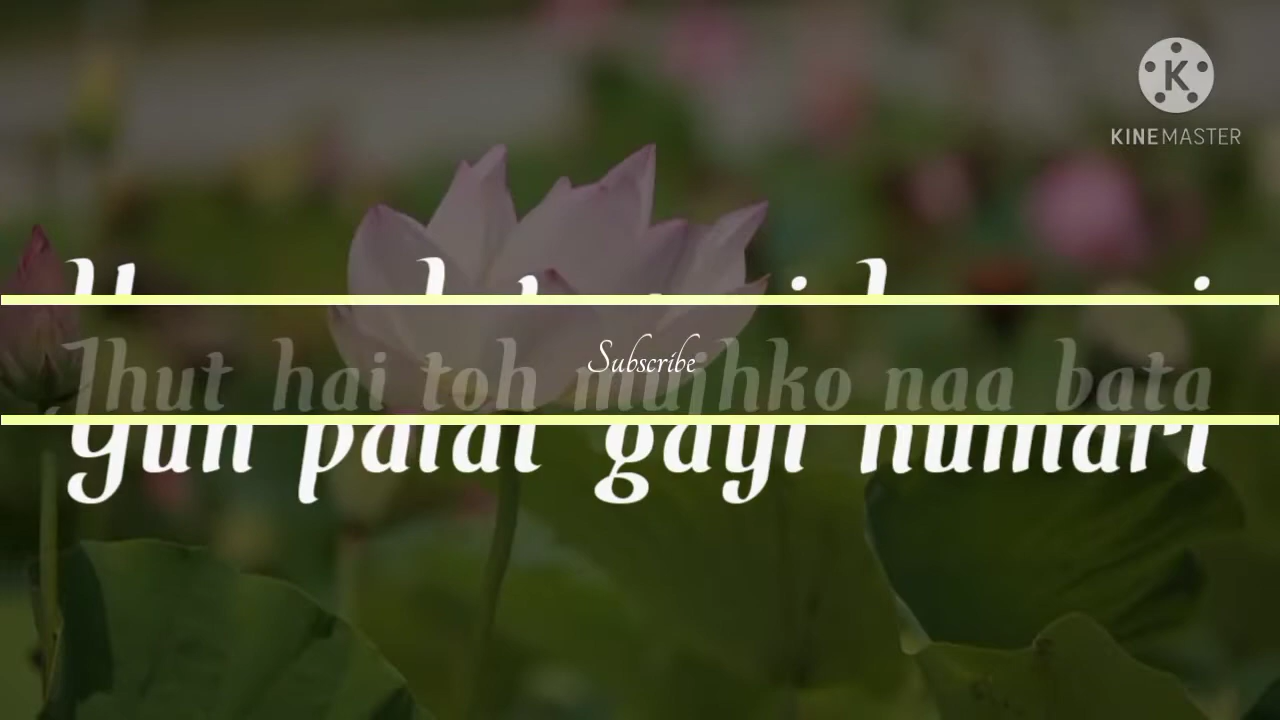 K
KINEMASTER
Jhut hai toh mujhko naa bata
Subscribe
Yun palat gayi humari